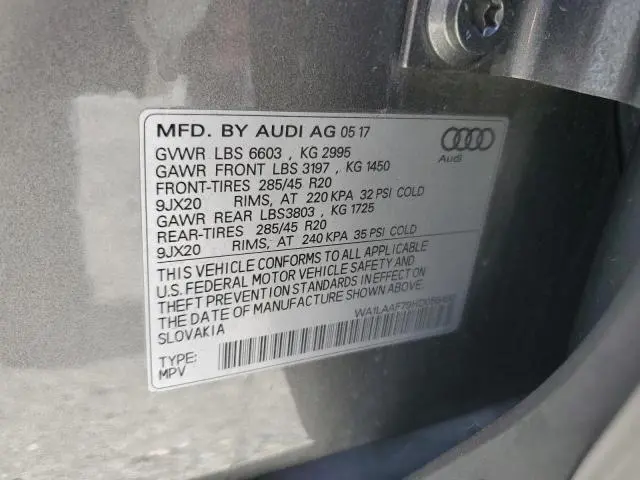 MFD. BY AUDI AG 05 17
GVWR LBS 6603 , KG 2995
GAWR FRONT LBS 3197 , KG 1450
FRONT-TIRES 285/45 R20
9JX20 RIMS, AT 220 KPA 32 PSI COLD
GAWR REAR LBS3803 , KG 1725
REAR-TIRES 285/45 R20
9JX20 RIMS, AT 240 KPA 35 PSI COLD
Audi
THIS VEHICLE CONFORMS TO ALL APPLICABLE
U.S. FEDERAL MOTOR VEHICLE SAFETY AND
THEFT PREVENTION STANDARDS IN EFFECT ON
THE DATE OF MANUFACTURE SHOWN ABOVE.
SLOVAKIA
TYPE:
MPV